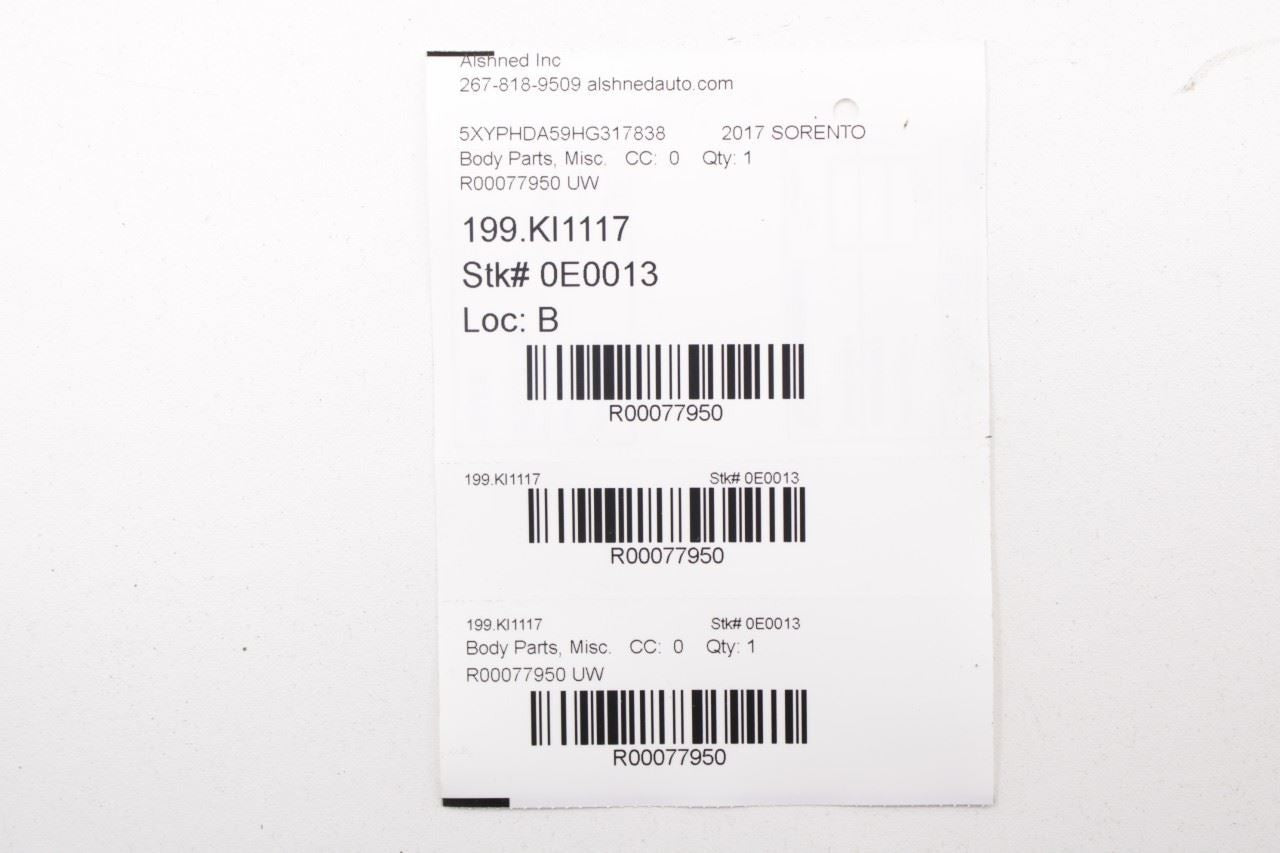 Alshned Inc
267-818-9509 alshnedauto.com
5XYPHDA59HG317838 2017 SORENTO
Body Parts, Misc. CC: 0 Qty: 1
R00077950 UW
199.KI1117
Stk# 0E0013
Loc: B
R00077950
199.KI1117 Stk# 0E0013
R00077950
199.KI1117 Stk# 0E0013
Body Parts, Misc. CC: 0 Qty: 1
R00077950 UW
R00077950